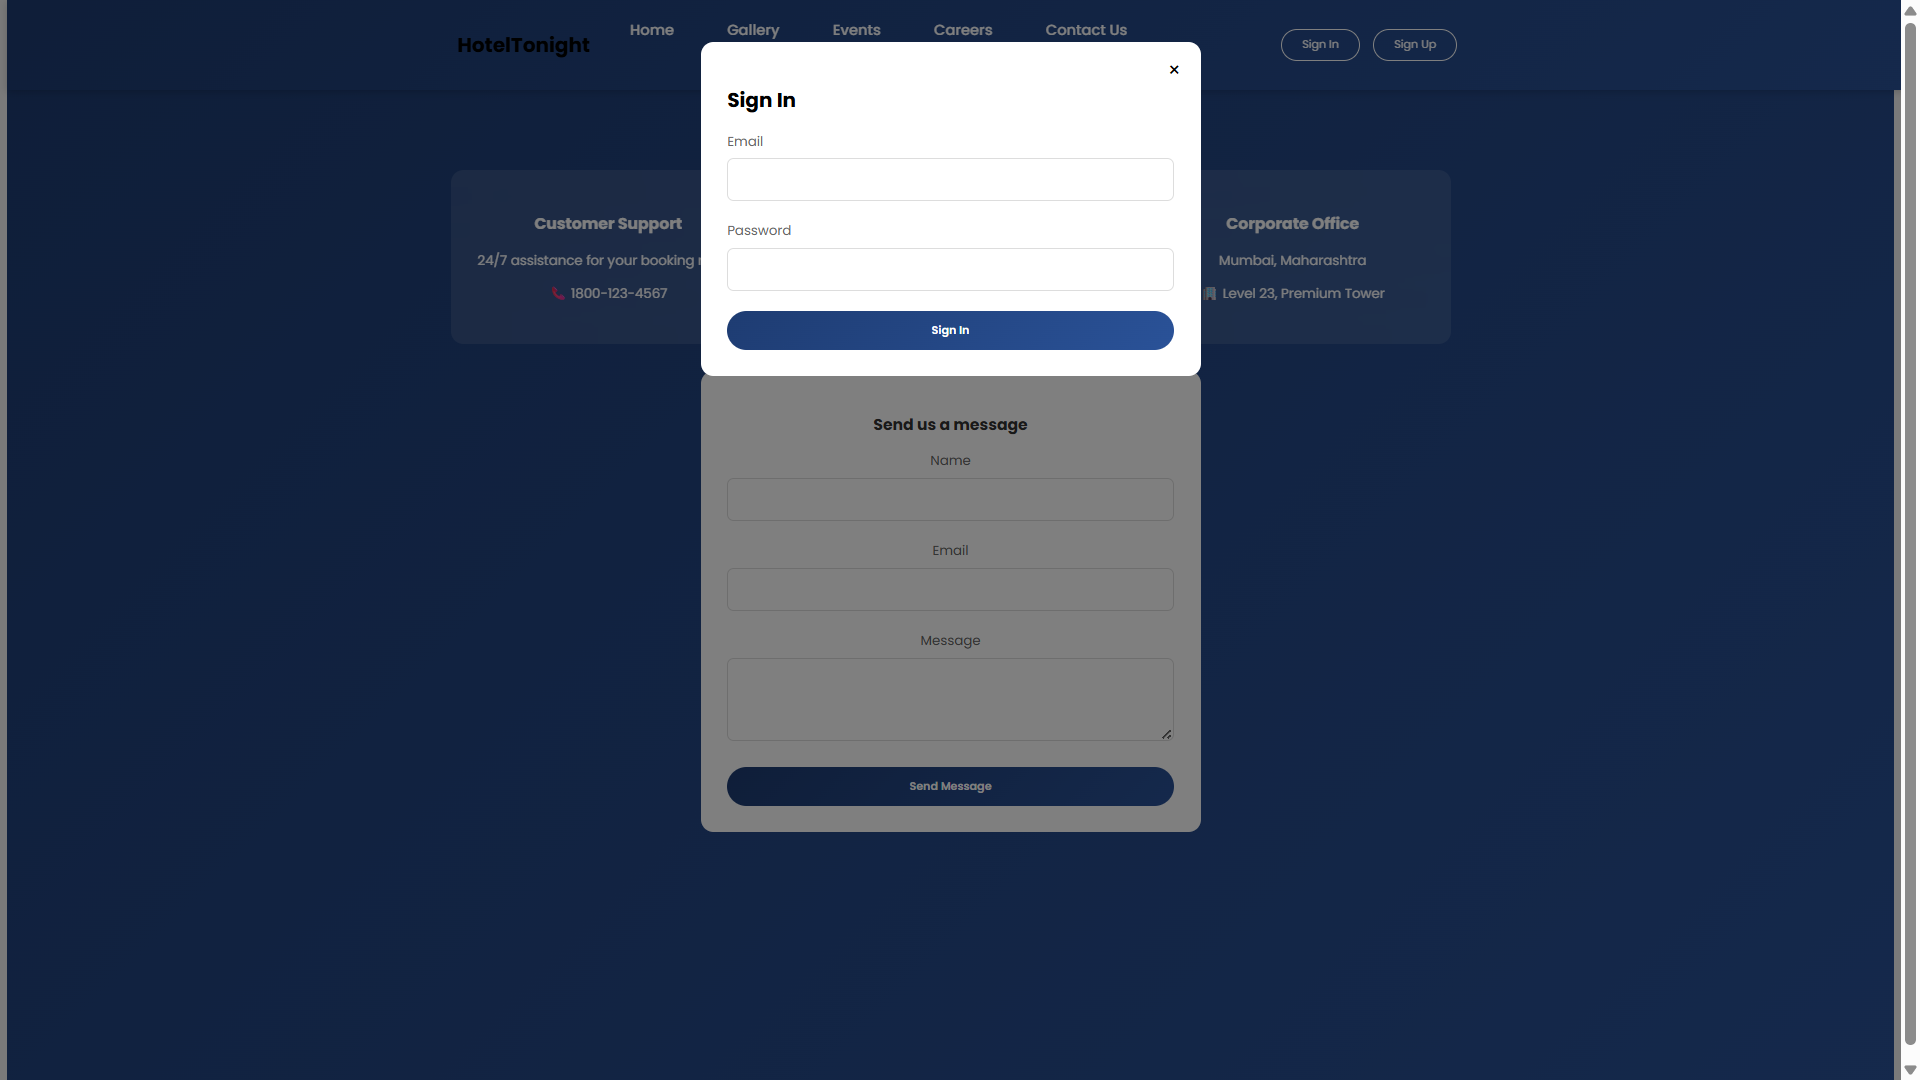 HotelTonight
Home
Gallery
Events
Careers
Contact Us
Sign In
Sign Up
×
Sign In
Email
Password
Sign In
Customer Support
24/7 assistance for your booking
1800-123-4567
Corporate Office
Mumbai, Maharashtra
Level 23, Premium Tower
Send us a message
Name
Email
Message
Send Message